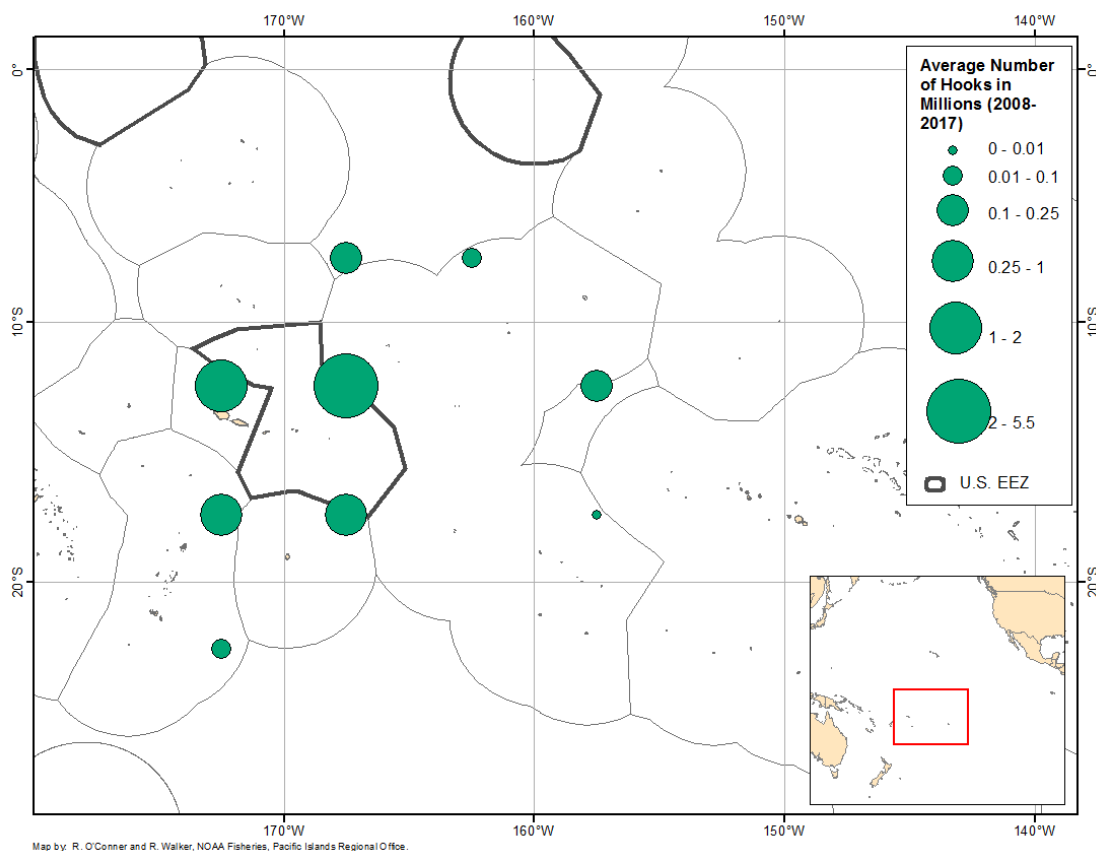 170°W 160°W 150°W 140°W
0° 0°
Average Number
of Hooks in
Millions (2008-
2017)
0 - 0.01
0.01 - 0.1
0.1 - 0.25
0.25 - 1
1 - 2
2 - 5.5
U.S. EEZ
10°S 10°S
20°S 20°S
170°W 160°W 150°W 140°W
Map by: R. O'Conner and R. Walker, NOAA Fisheries, Pacific Islands Regional Office.